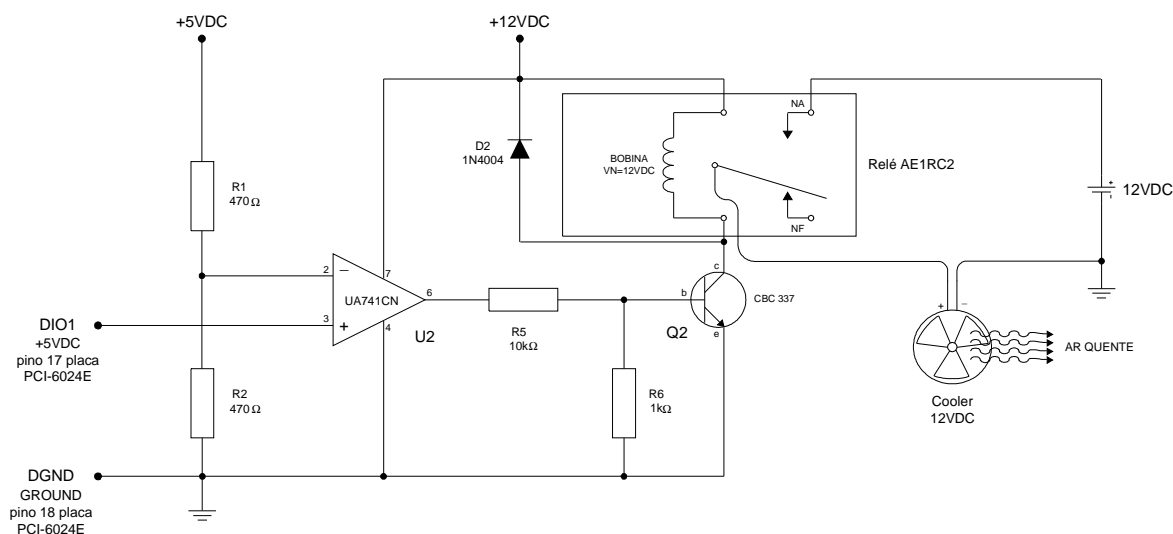 +5VDC
+12VDC
R1
470Ω
D2
1N4004
BOBINA
VN=12VDC
NA
NF
Relé AE1RC2
+
-
12VDC
2
−
7
UA741CN
6
3
+
4
U2
DIO1
+5VDC
pino 17 placa
PCI-6024E
R5
10kΩ
c
b
e
CBC 337
Q2
+
−
AR QUENTE
Cooler
12VDC
R2
470Ω
R6
1kΩ
DGND
GROUND
pino 18 placa
PCI-6024E